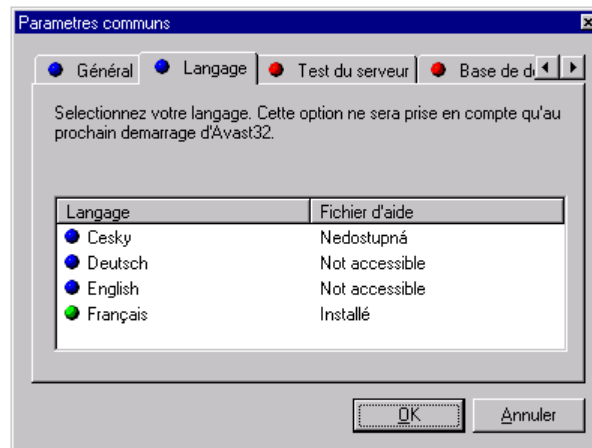 Parametres communs
Général Langage Test du serveur Base de d
Selectionnez votre langage. Cette option ne sera prise en compte qu'au
prochain demarrage d'Avast32.
Langage Fichier d'aide
Cesky Nedostupná
Deutsch Not accessible
English Not accessible
Français Installé
OK Annuler